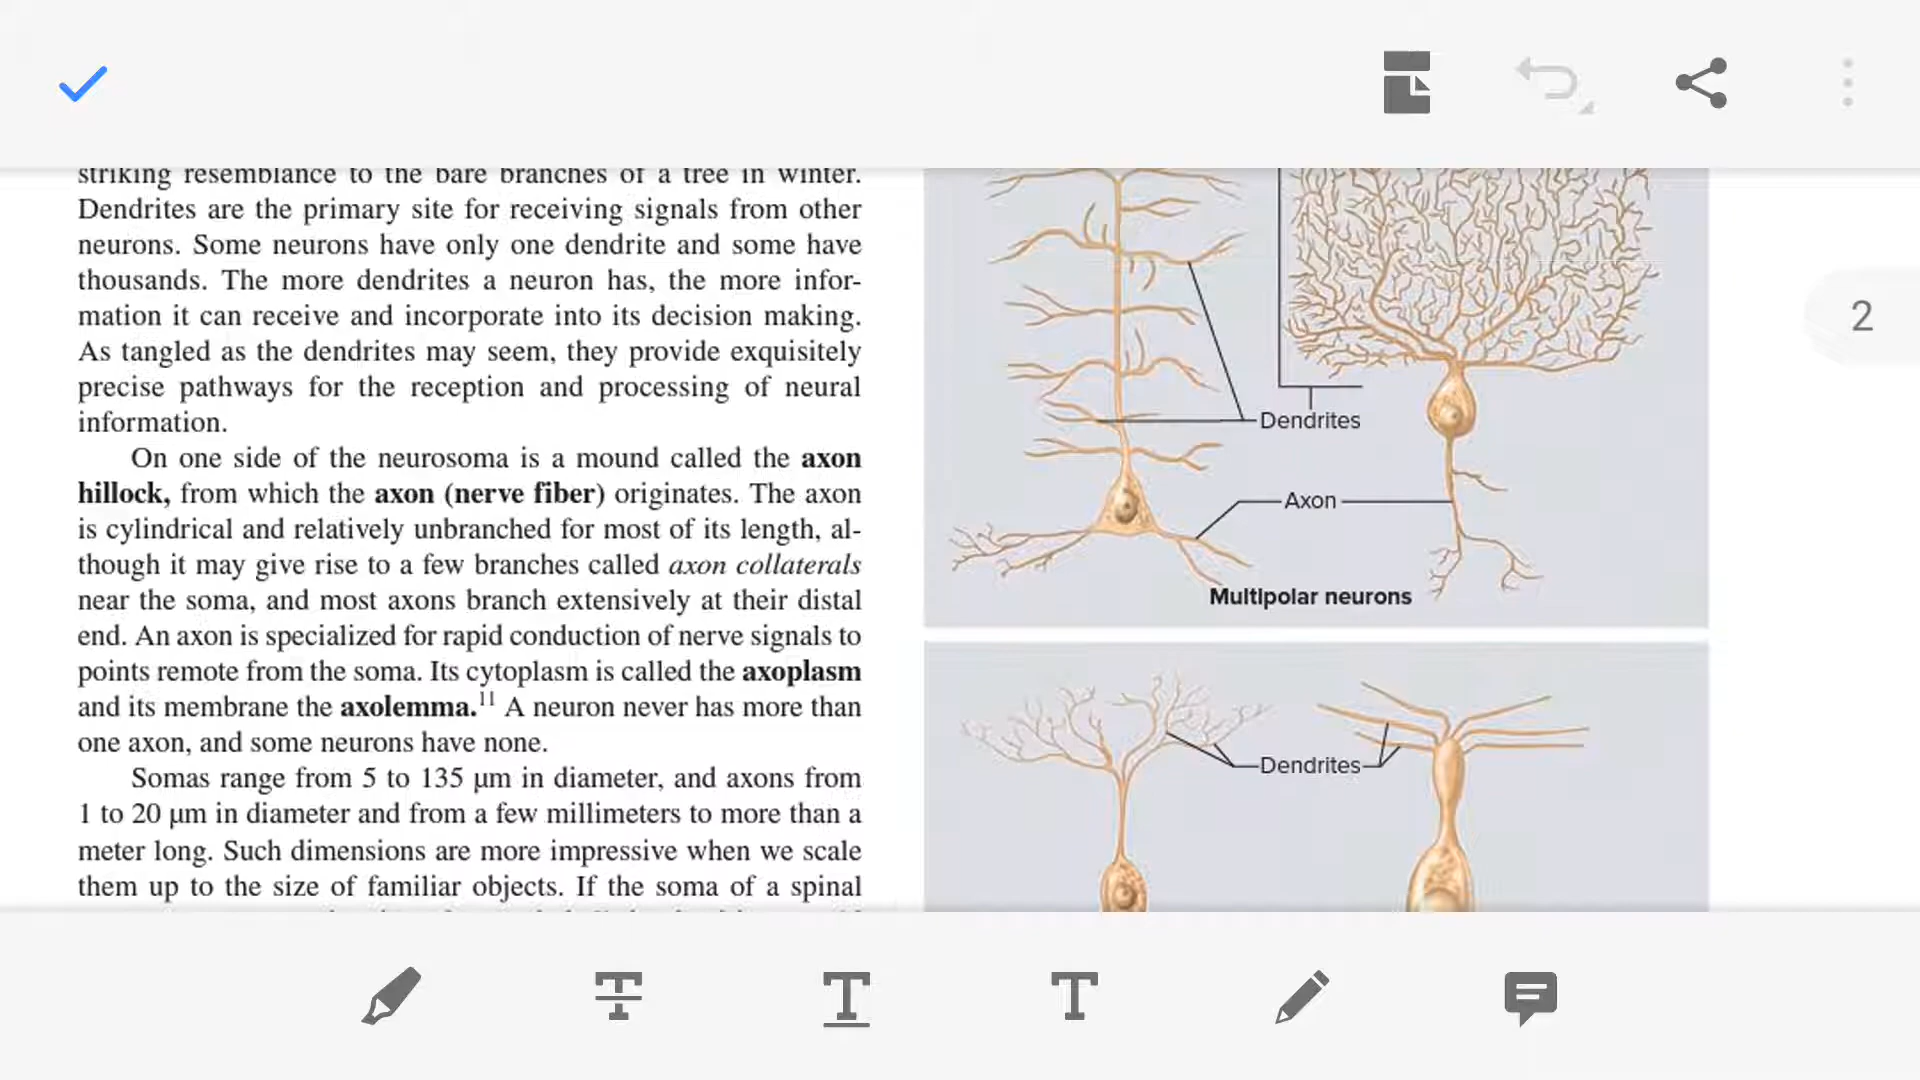 striking resemblance to the bare branches of a tree in winter.
Dendrites are the primary site for receiving signals from other
neurons. Some neurons have only one dendrite and some have
thousands. The more dendrites a neuron has, the more infor-
mation it can receive and incorporate into its decision making.
As tangled as the dendrites may seem, they provide exquisitely
precise pathways for the reception and processing of neural
information.
On one side of the neurosoma is a mound called the axon
hillock, from which the axon (nerve fiber) originates. The axon
is cylindrical and relatively unbranched for most of its length, al-
though it may give rise to a few branches called axon collaterals
near the soma, and most axons branch extensively at their distal
end. An axon is specialized for rapid conduction of nerve signals to
points remote from the soma. Its cytoplasm is called the axoplasm
and its membrane the axolemma.11 A neuron never has more than
one axon, and some neurons have none.
Somas range from 5 to 135 μm in diameter, and axons from
1 to 20 μm in diameter and from a few millimeters to more than a
meter long. Such dimensions are more impressive when we scale
them up to the size of familiar objects. If the soma of a spinal
Dendrites
Axon
Multipolar neurons
Dendrites
2